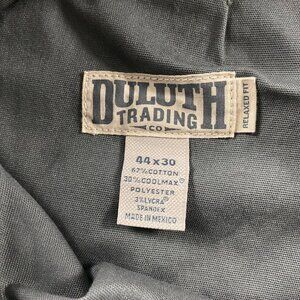 DULUTH
TRADING
CO
RELAXED FIT
44 x 30
67% COTTON
30% COOLMAX®
POLYESTER
3% LYCRA®
SPANDEX
MADE IN MEXICO